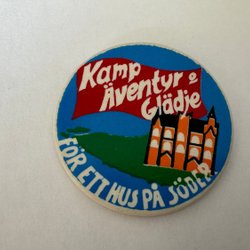 Kamp
Äventyr o
Glädje
FÖR ETT HUS PÅ SÖDER!